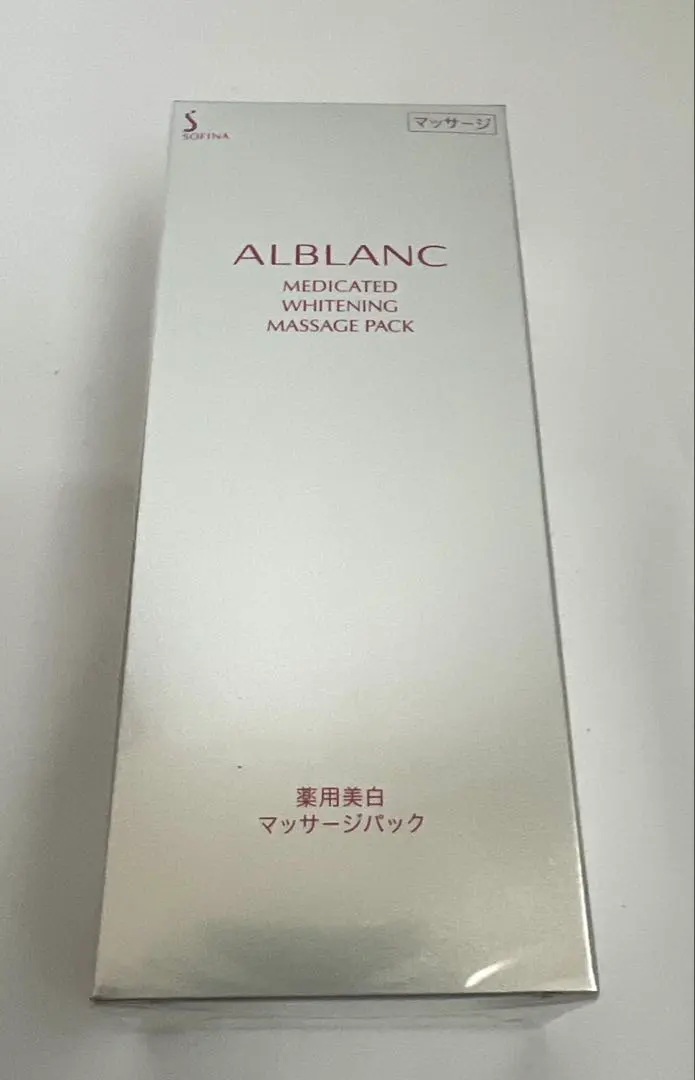 SOFINA
マッサージ
ALBLANC
MEDICATED
WHITENING
MASSAGE PACK
薬用美白
マッサージパック